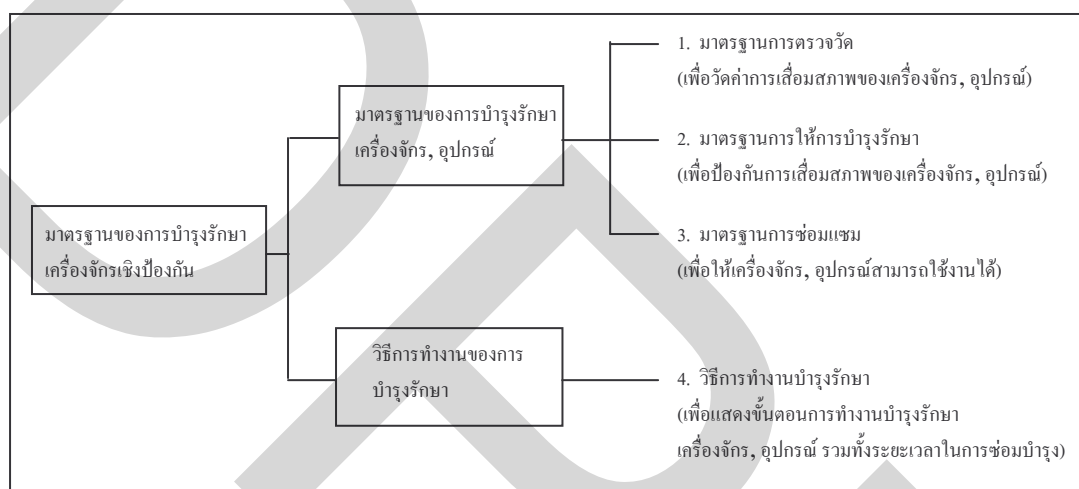 มาตรฐานของการบำรุงรักษา
เครื่องจักรเชิงป้องกัน
มาตรฐานของการบำรุงรักษา
เครื่องจักร, อุปกรณ์
1. มาตรฐานการตรวจวัด
(เพื่อวัดค่าการเสื่อมสภาพของเครื่องจักร, อุปกรณ์)
2. มาตรฐานการให้การบำรุงรักษา
(เพื่อป้องกันการเสื่อมสภาพของเครื่องจักร, อุปกรณ์)
3. มาตรฐานการซ่อมแซม
(เพื่อให้เครื่องจักร, อุปกรณ์สามารถใช้งานได้)
วิธีการทำงานของการ
บำรุงรักษา
4. วิธีการทำงานบำรุงรักษา
(เพื่อแสดงขั้นตอนการทำงานบำรุงรักษา
เครื่องจักร, อุปกรณ์ รวมทั้งระยะเวลาในการซ่อมบำรุง)